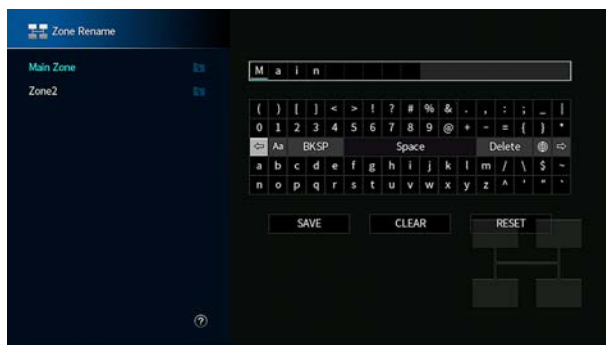 Zone Rename
Main Zone
Zone2
M a i n
( ) [ ] < > ! ? # % & . , : ; _ |
0 1 2 3 4 5 6 7 8 9 @ + - = { } *
⇦ Aa BKSP Space Delete ⇨
a b c d e f g h i j k l m / \ $ ~
n o p q r s t u v w x y z ^ ' " `
SAVE CLEAR RESET
?